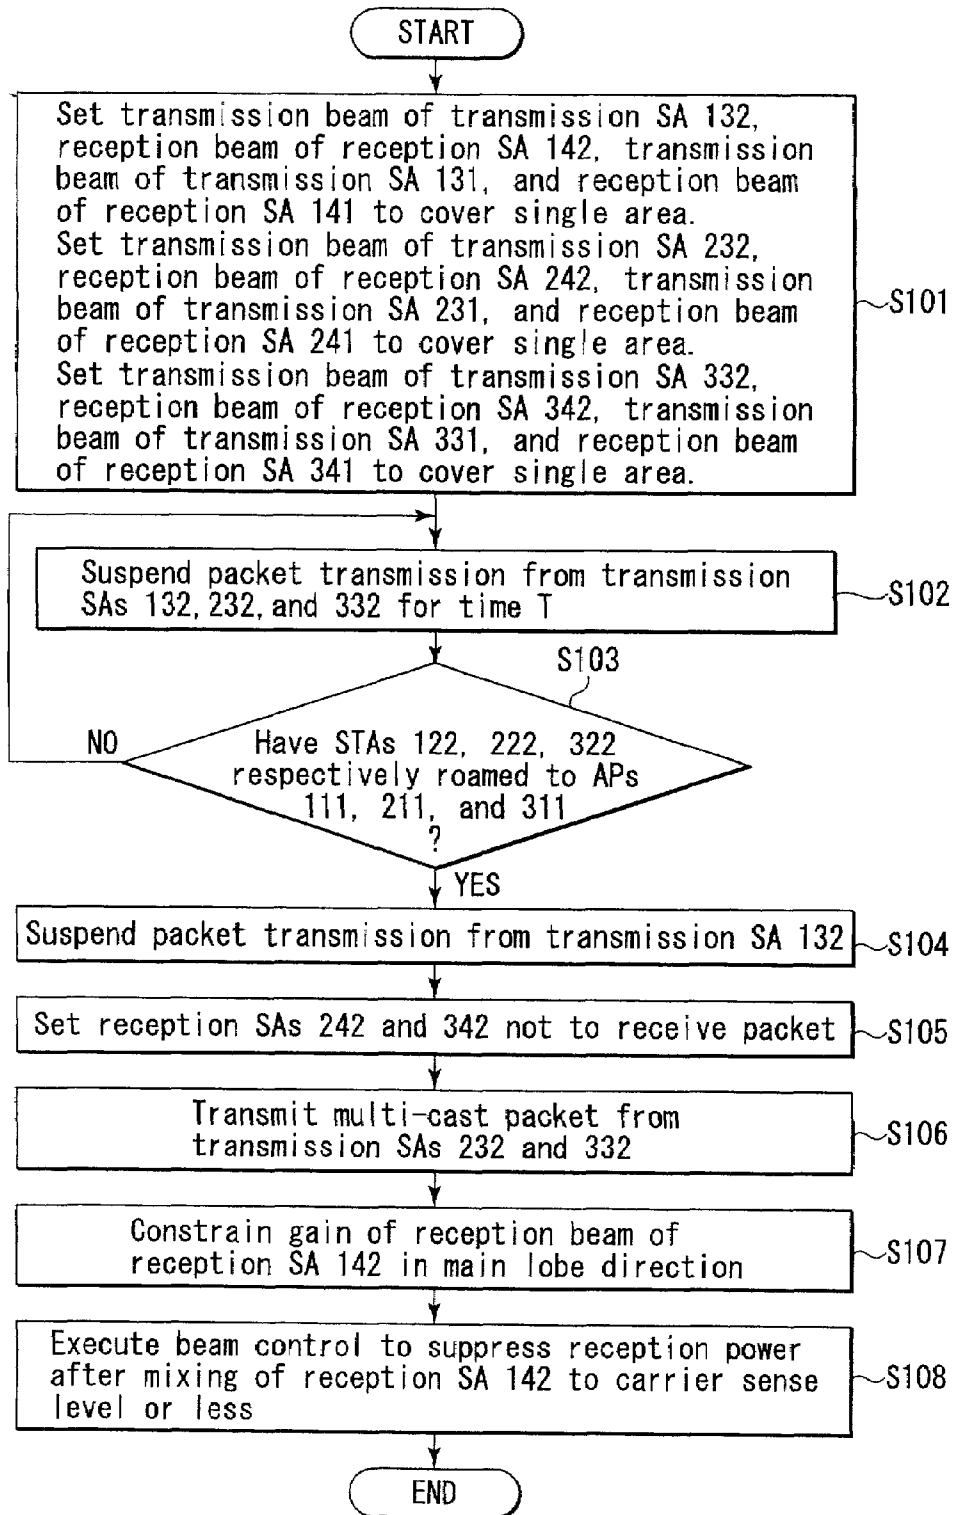 START
Set transmission beam of transmission SA 132,
reception beam of reception SA 142, transmission
beam of transmission SA 131, and reception beam
of reception SA 141 to cover single area.
Set transmission beam of transmission SA 232,
reception beam of reception SA 242, transmission
beam of transmission SA 231, and reception beam
of reception SA 241 to cover single area.
Set transmission beam of transmission SA 332,
reception beam of reception SA 342, transmission
beam of transmission SA 331, and reception beam
of reception SA 341 to cover single area.
S101
Suspend packet transmission from transmission
SAs 132, 232, and 332 for time T
S102
S103
NO
Have STAs 122, 222, 322
respectively roamed to APs
111, 211, and 311
?
YES
Suspend packet transmission from transmission SA 132
S104
Set reception SAs 242 and 342 not to receive packet
S105
Transmit multi-cast packet from
transmission SAs 232 and 332
S106
Constrain gain of reception beam of
reception SA 142 in main lobe direction
S107
Execute beam control to suppress reception power
after mixing of reception SA 142 to carrier sense
level or less
S108
END